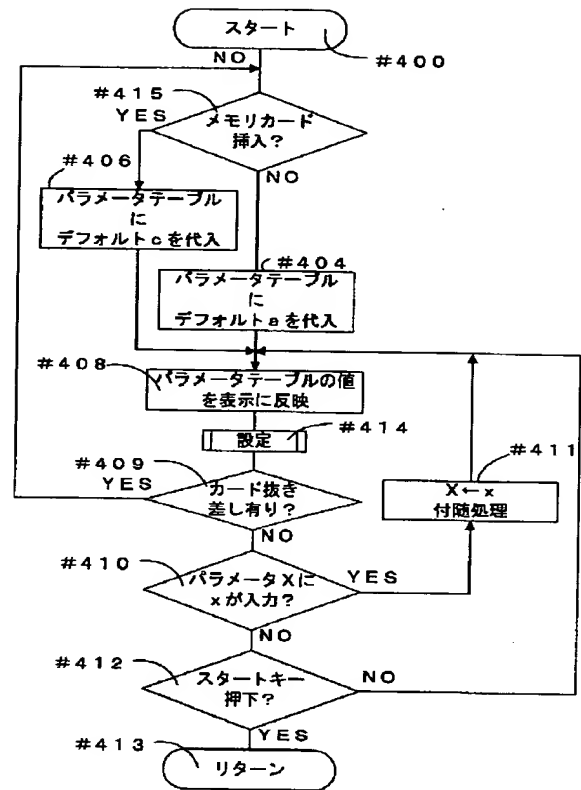 スタート
#400
NO
#415
YES
メモリカード
挿入?
NO
#406
パラメータテーブル
に
デフォルトcを代入
#404
パラメータテーブル
に
デフォルトaを代入
#408
パラメータテーブルの値
を表示に反映
設定
#414
#409
YES
カード抜き
差し有り?
NO
#411
X←x
付随処理
#410
パラメータXに
xが入力?
YES
NO
#412
スタートキー
押下?
NO
YES
#413
リターン